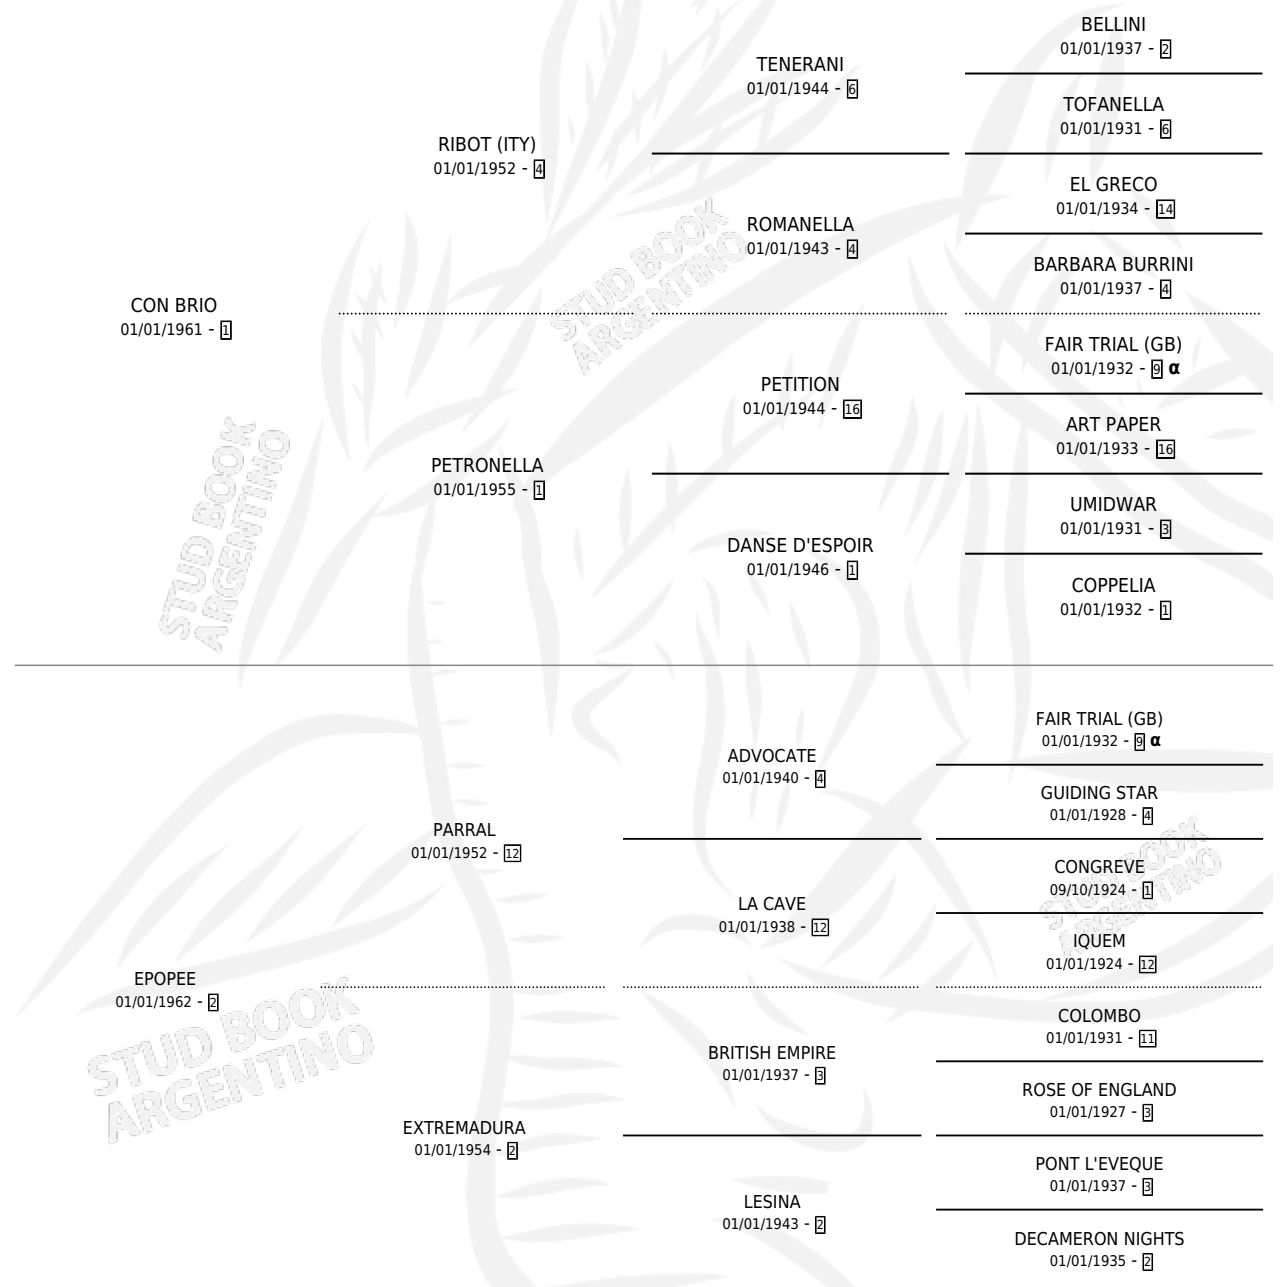 BELLINI
01/01/1937 - 2
TENERANI
01/01/1944 - 6
TOFANELLA
01/01/1931 - 6
RIBOT (ITY)
01/01/1952 - 4
EL GRECO
01/01/1934 - 14
ROMANELLA
01/01/1943 - 4
BARBARA BURRINI
01/01/1937 - 4
CON BRIO
01/01/1961 - 1
STUD BOOK
ARGENTINO
FAIR TRIAL (GB)
01/01/1932 - 9 α
PETITION
01/01/1944 - 16
ART PAPER
01/01/1933 - 16
PETRONELLA
01/01/1955 - 1
STUD BOOK
ARGENTINO
UMIDWAR
01/01/1931 - 3
DANSE D'ESPOIR
01/01/1946 - 1
COPPELIA
01/01/1932 - 1
FAIR TRIAL (GB)
01/01/1932 - 9 α
ADVOCATE
01/01/1940 - 4
GUIDING STAR
01/01/1928 - 4
PARRAL
01/01/1952 - 12
CONGREVE
09/10/1924 - 1
STUD BOOK
ARGENTINO
LA CAVE
01/01/1938 - 12
IQUEM
01/01/1924 - 12
EPOPEE
01/01/1962 - 2
STUD BOOK
ARGENTINO
COLOMBO
01/01/1931 - 11
BRITISH EMPIRE
01/01/1937 - 3
ROSE OF ENGLAND
01/01/1927 - 3
EXTREMADURA
01/01/1954 - 2
PONT L'EVEQUE
01/01/1937 - 3
LESINA
01/01/1943 - 2
DECAMERON NIGHTS
01/01/1935 - 2